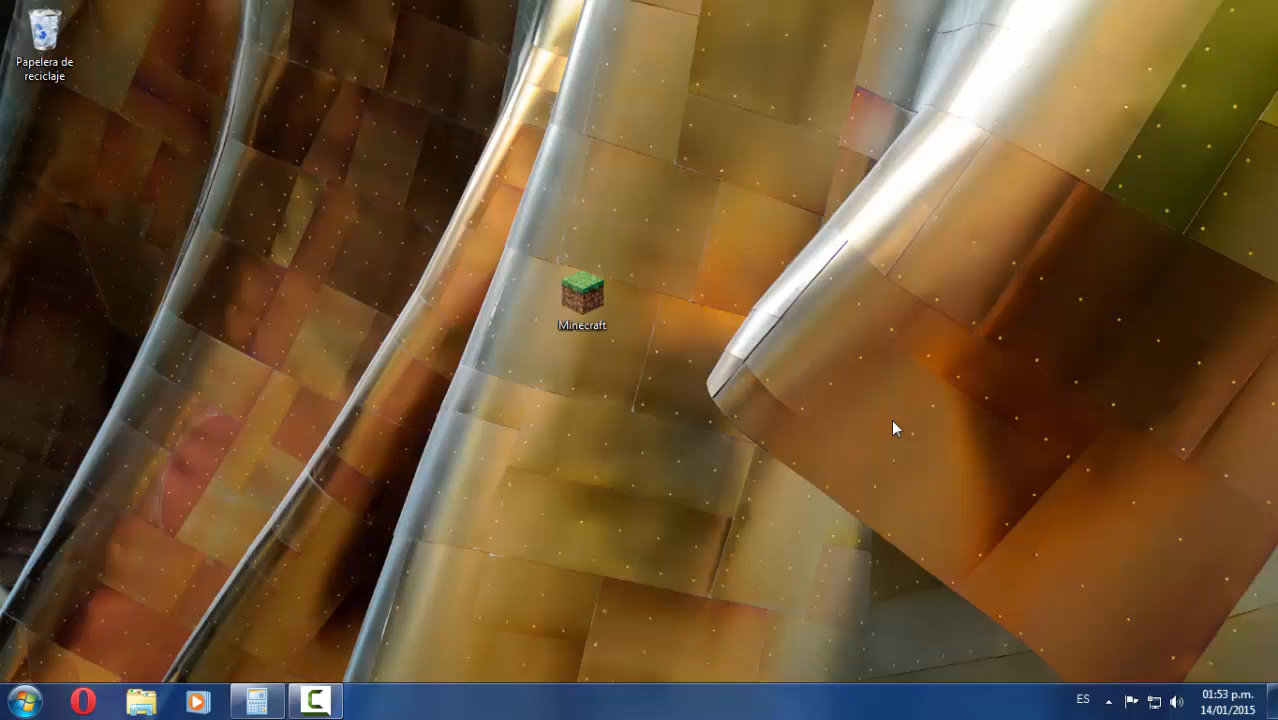 Papelera de
reciclaje
Minecraft
ES
01:53 p.m.
14/01/2015